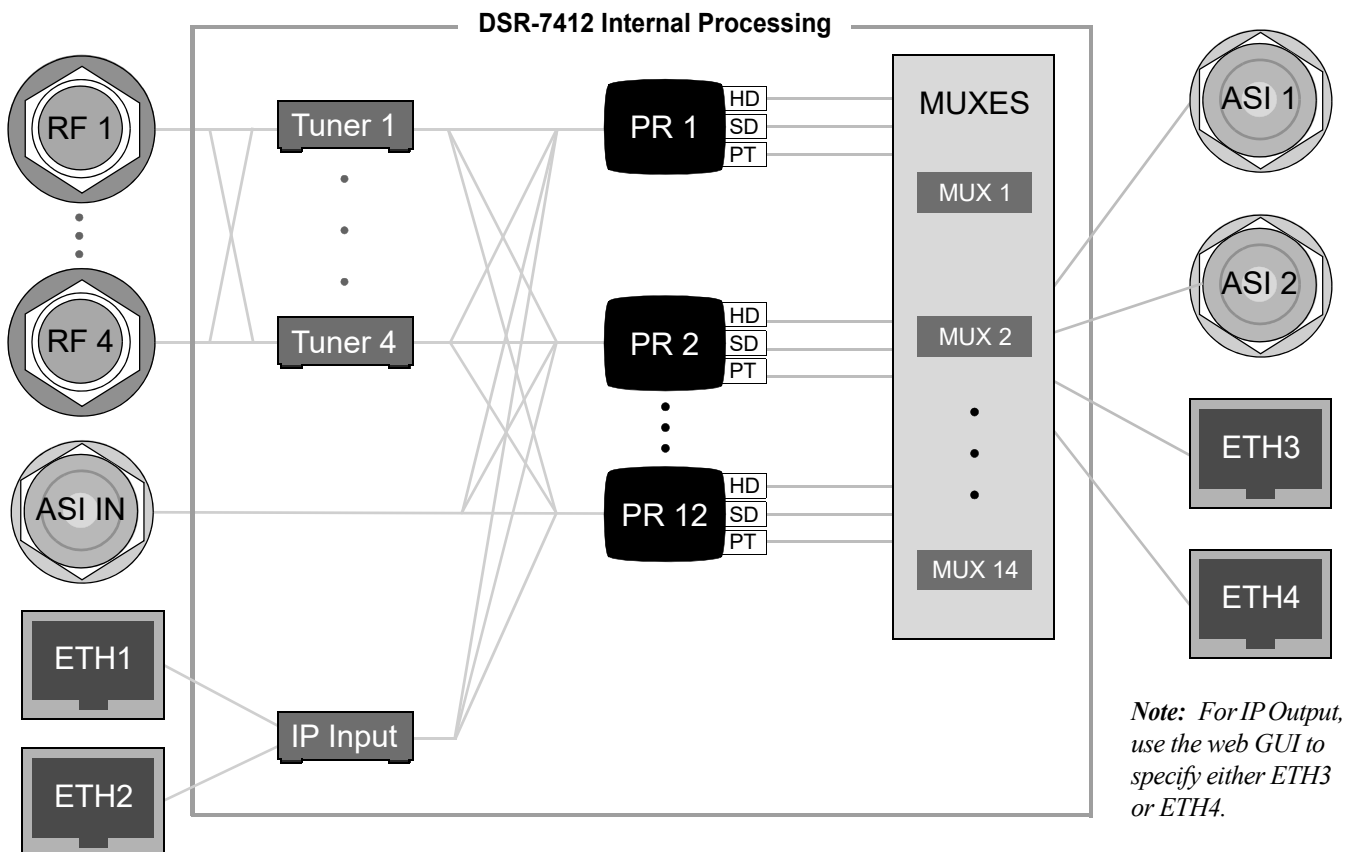 DSR-7412 Internal Processing
RF 1
RF 4
ASI IN
ETH1
ETH2
Tuner 1
Tuner 4
IP Input
PR 1
HD
SD
PT
PR 2
HD
SD
PT
PR 12
HD
SD
PT
MUXES
MUX 1
MUX 2
MUX 14
ASI 1
ASI 2
ETH3
ETH4
Note: For IP Output,
use the web GUI to
specify either ETH3
or ETH4.